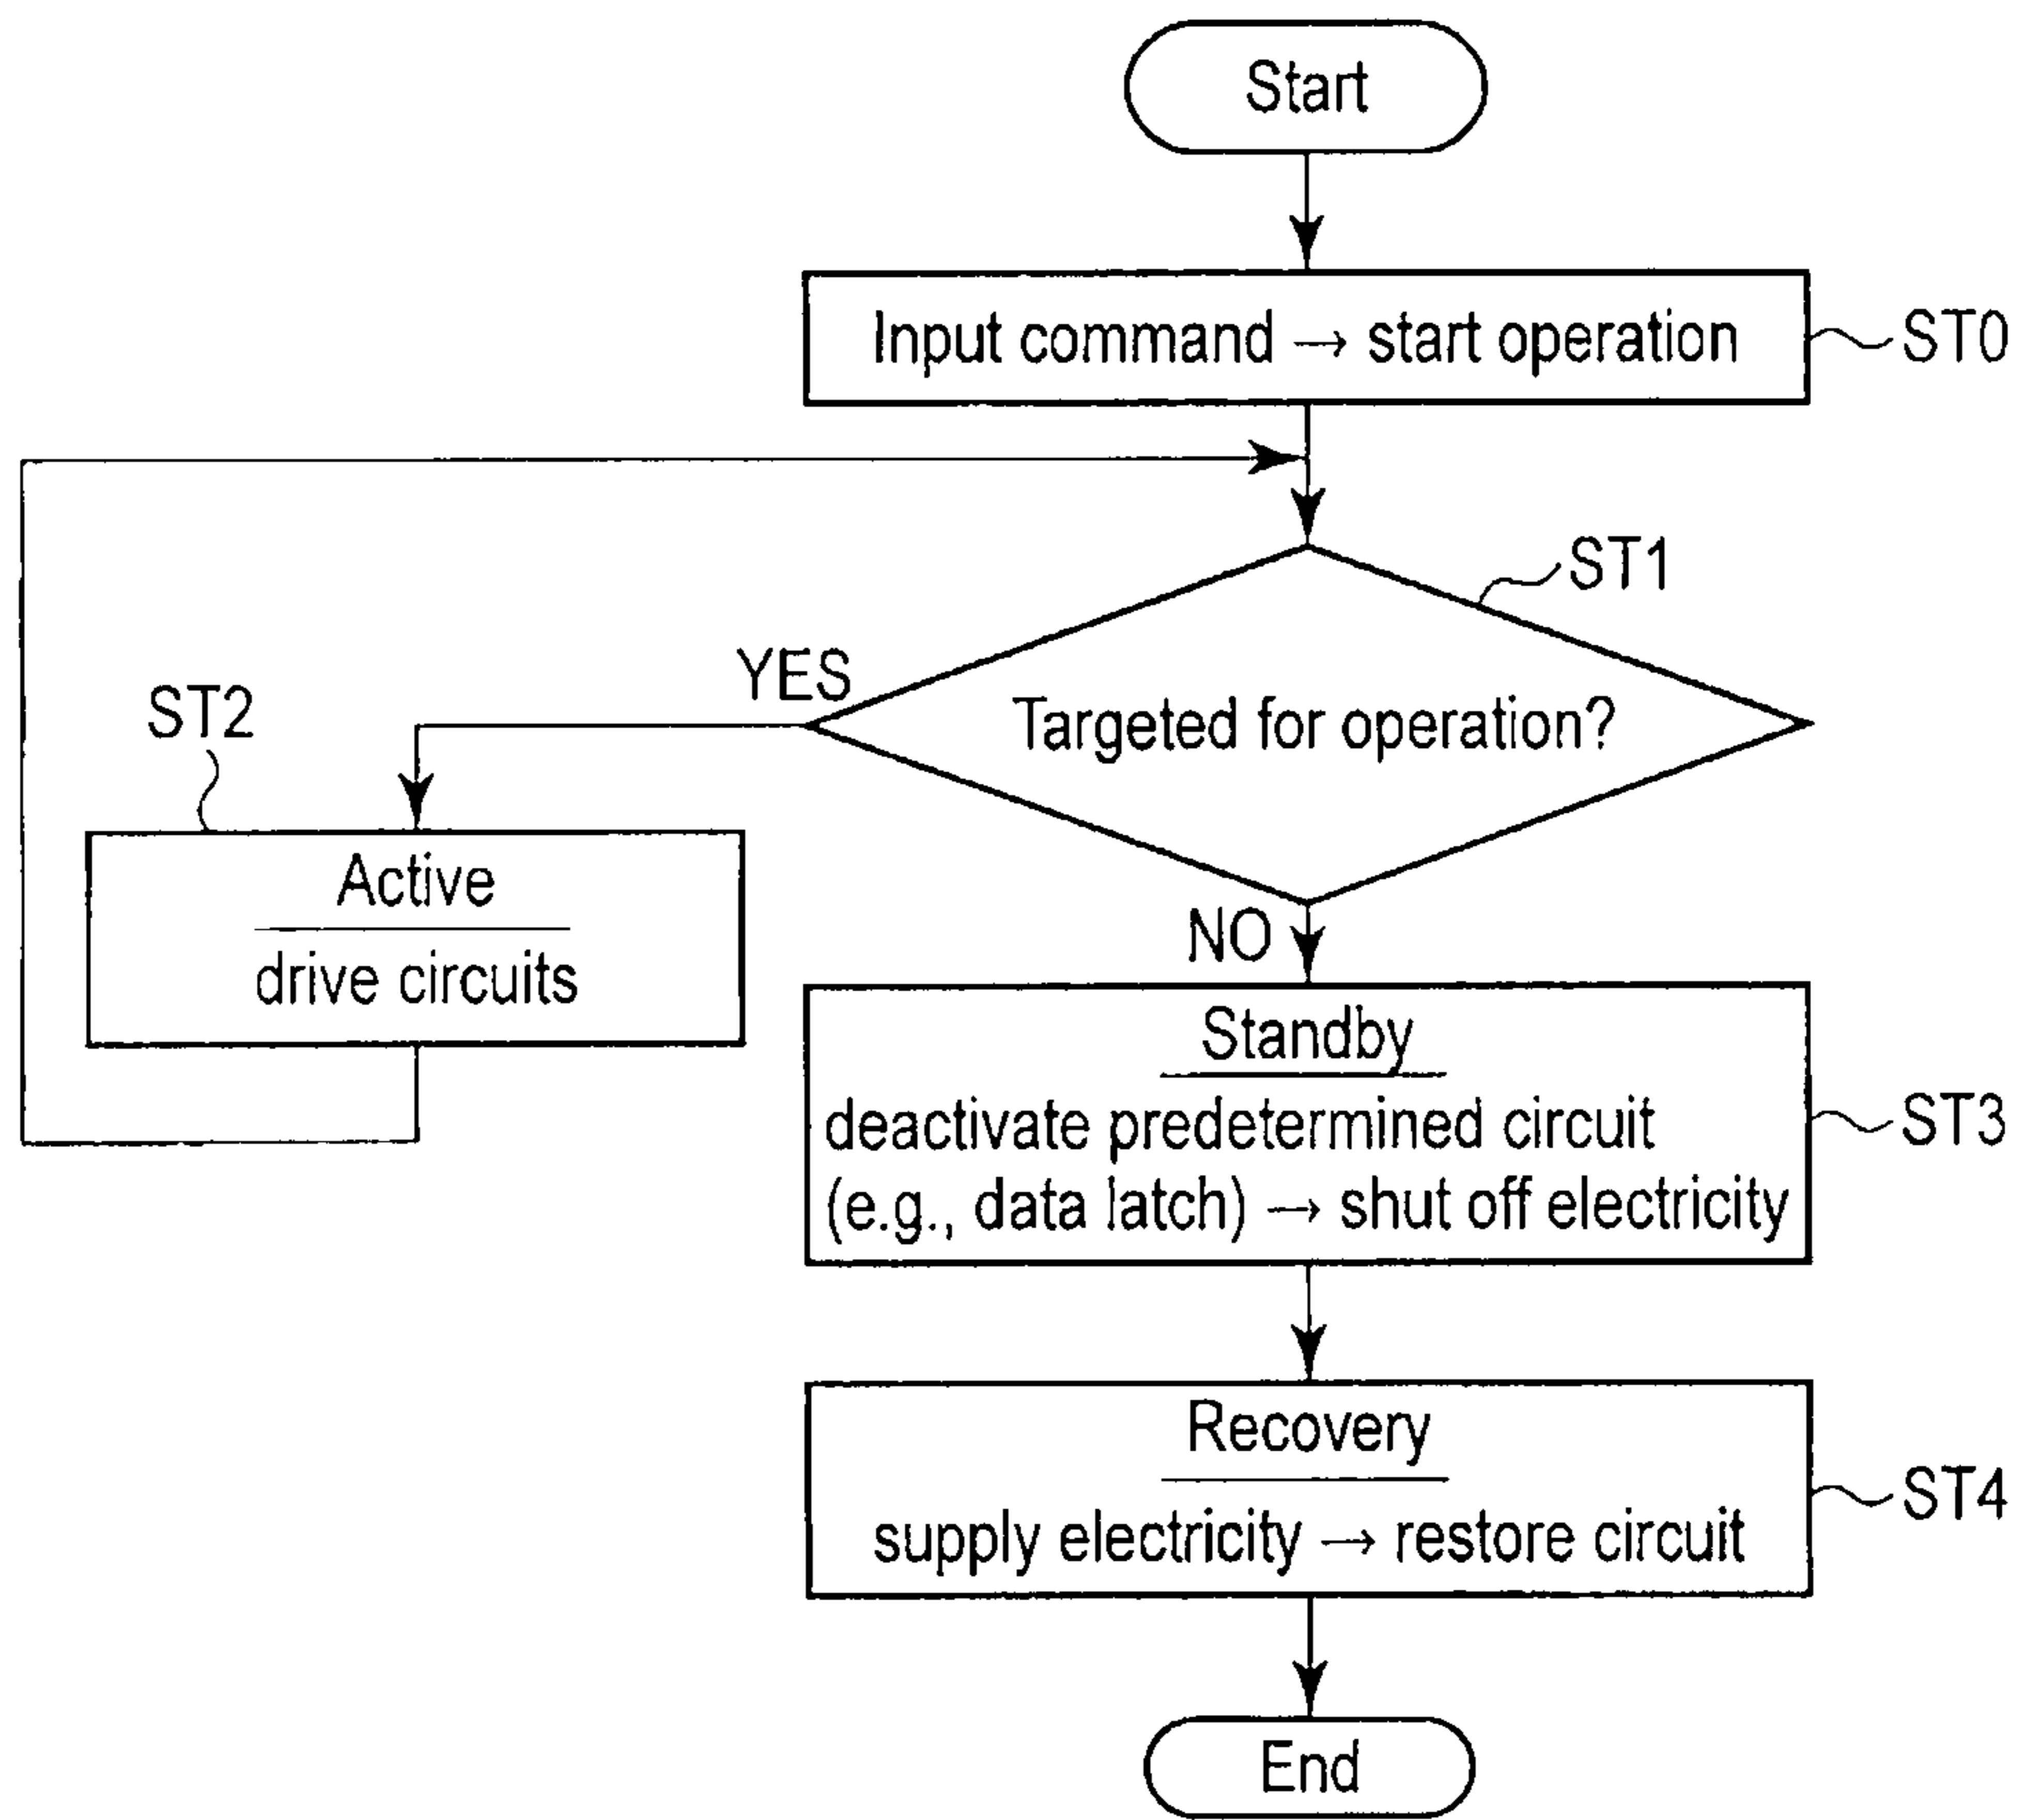 Start
Input command → start operation
ST0
ST1
YES
Targeted for operation?
ST2
Active
drive circuits
NO
Standby
deactivate predetermined circuit
(e.g., data latch) → shut off electricity
ST3
Recovery
supply electricity → restore circuit
ST4
End